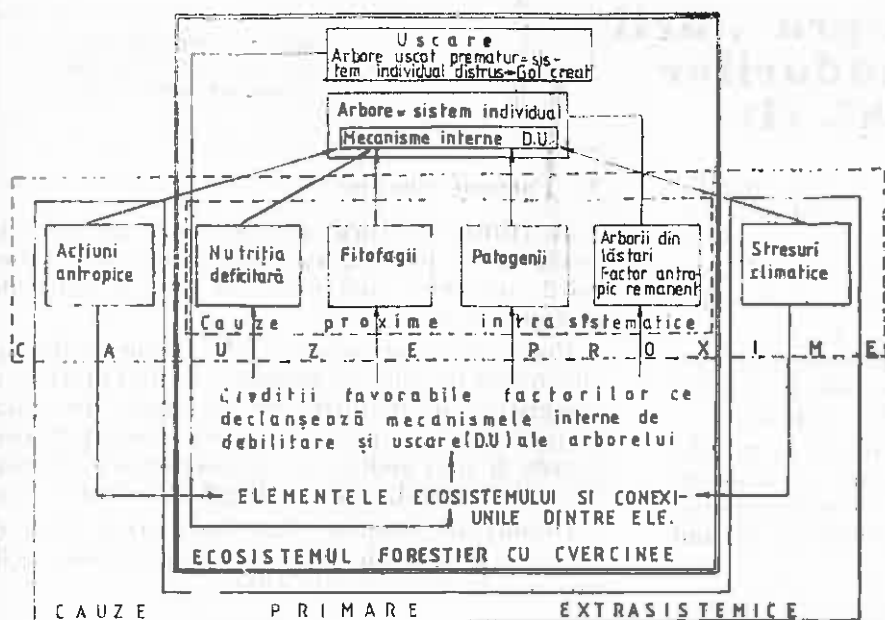 Uscare
Arbore uscat prematur=sis-
tem individual distrus=Gol creat
Arbore = sistem individual
Mecanisme interne D.U.
Acțiuni
antropice
Nutriția
deficitară
Fitofagii
Patogenii
Arborii din
lăstari
Factor antro-
pic remanent
Stresuri
climatice
Cauze proxime intrasistematice
CAUZE PROXIME
favorabile factorilor ce
declanșează mecanismele interne de
debilitare și uscare(D.U.) ale arborelui
ELEMENTELE ECOSISTEMULUI SI CONEXI-
UNILE DINTRE ELE.
ECOSISTEMUL FORESTIER CU CVERCINEE
CAUZE PRIMARE EXTRASISTEMICE